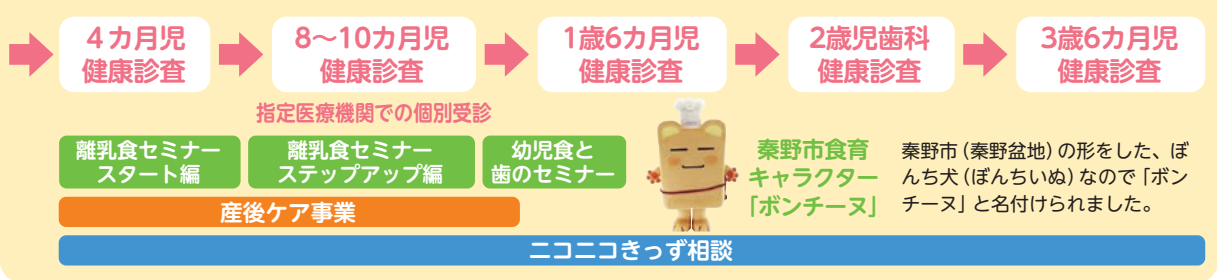 4カ月児
健康診査
8〜10カ月児
健康診査
1歳6カ月児
健康診査
2歳児歯科
健康診査
3歳6カ月児
健康診査
指定医療機関での個別受診
離乳食セミナー
スタート編
離乳食セミナー
ステップアップ編
幼児食と
歯のセミナー
産後ケア事業
秦野市食育
キャラクター
「ボンチーヌ」
秦野市(秦野盆地)の形をした、ぼ
んち犬(ぼんちいぬ)なので「ボン
チーヌ」と名付けられました。
ニコニコきっず相談